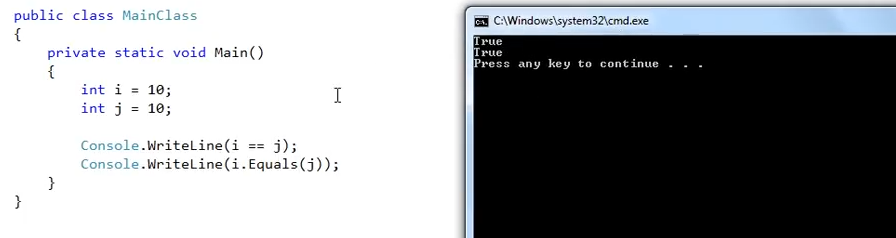 public class MainClass
{
    private static void Main()
    {
        int i = 10;
        int j = 10;

        Console.WriteLine(i == j);
        Console.WriteLine(i.Equals(j));
    }
}
C:\Windows\system32\cmd.exe
True
True
Press any key to continue . . .